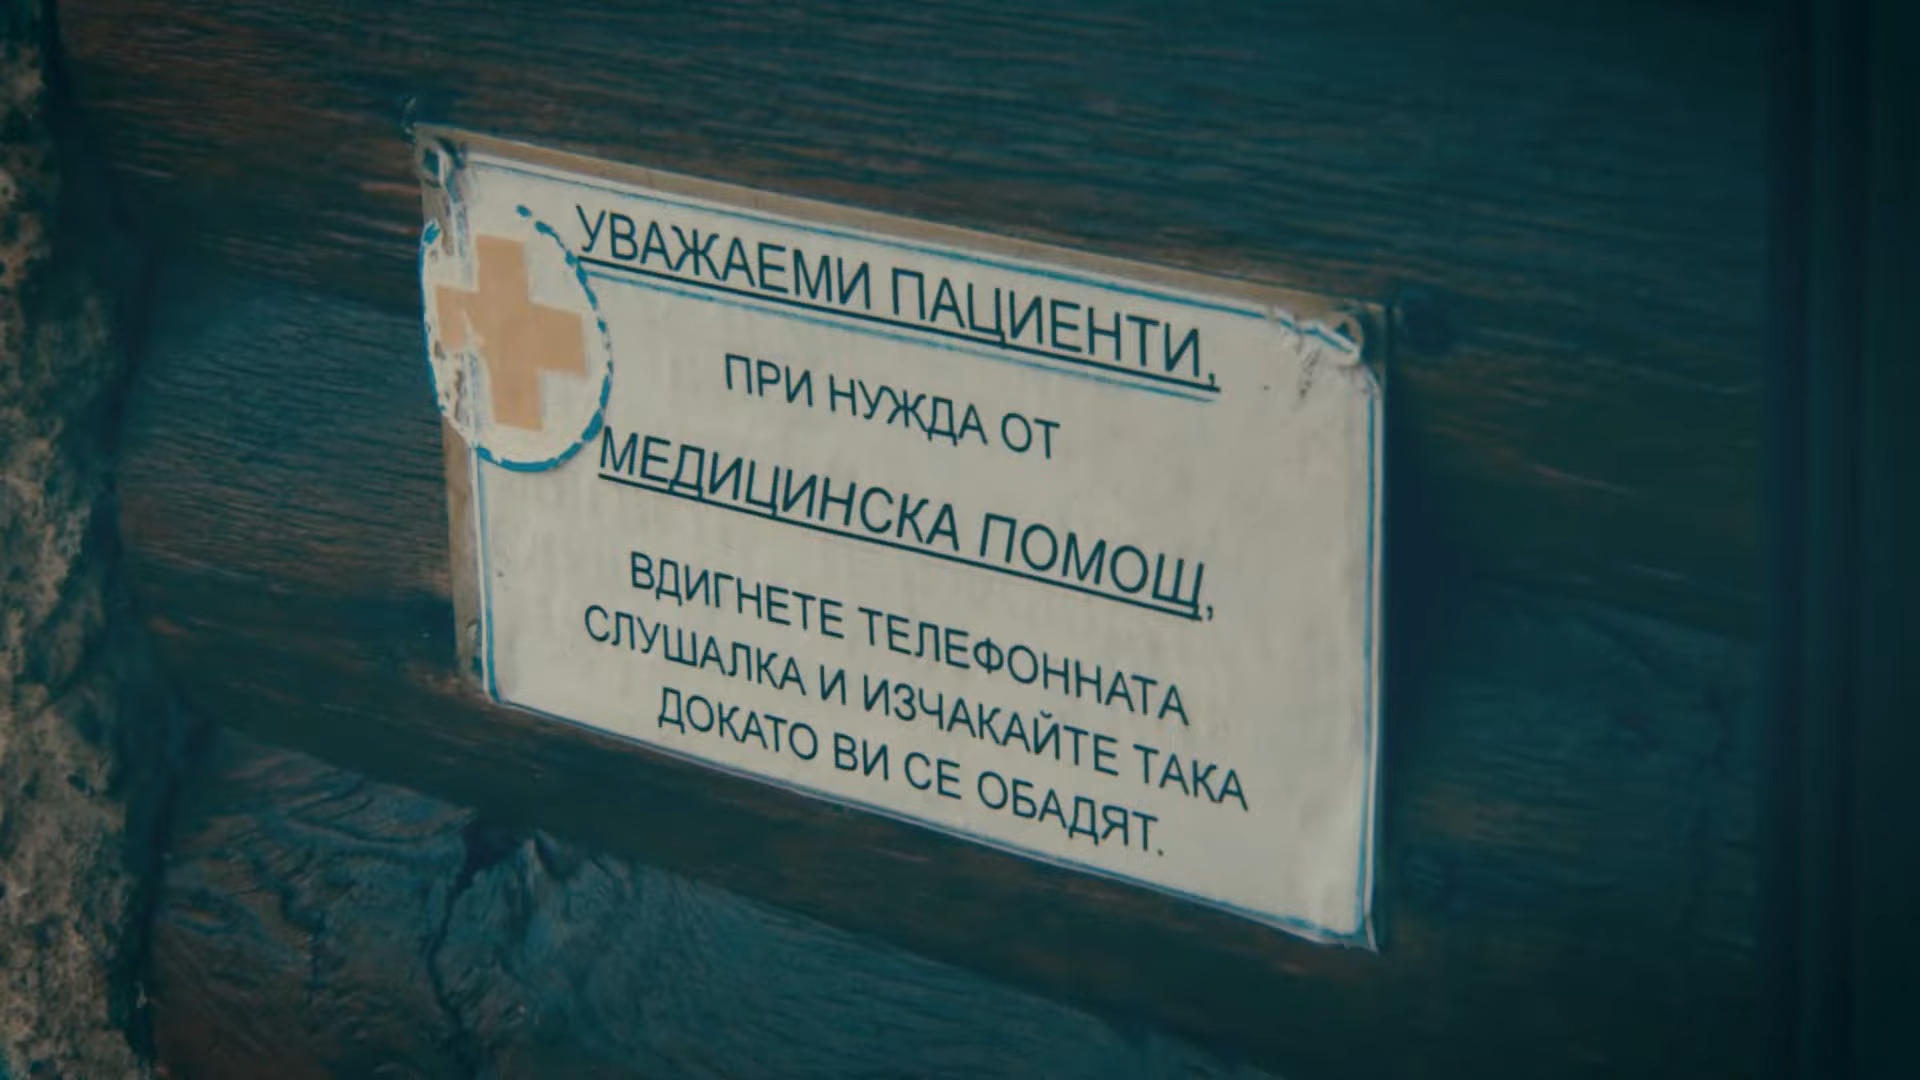 УВАЖАЕМИ ПАЦИЕНТИ,
ПРИ НУЖДА ОТ
МЕДИЦИНСКА ПОМОЩ,
ВДИГНЕТЕ ТЕЛЕФОННАТА
СЛУШАЛКА И ИЗЧАКАЙТЕ ТАКА
ДОКАТО ВИ СЕ ОБАДЯТ.